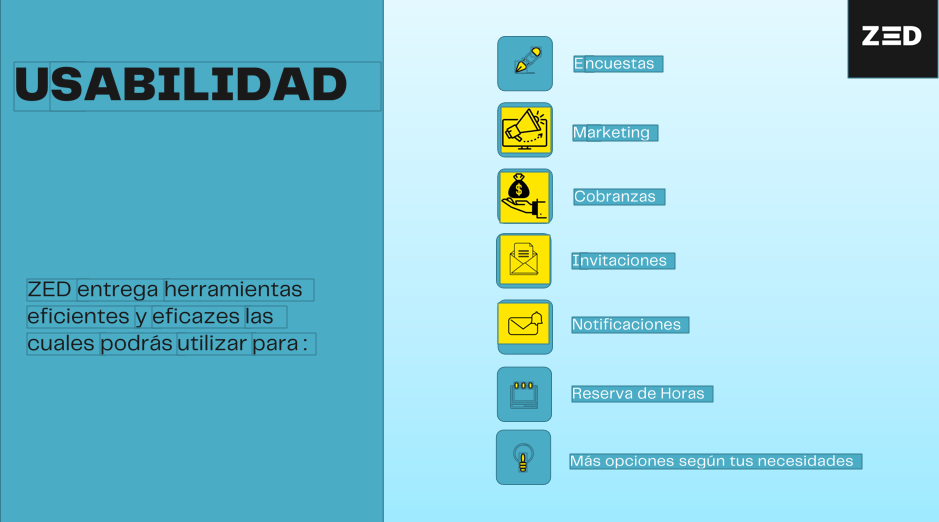 USABILIDAD
ZED entrega herramientas
eficientes y eficazes las
cuales podrás utilizar para :
ZED
Encuestas
Marketing
$
Cobranzas
Invitaciones
Notificaciones
Reserva de Horas
Más opciones según tus necesidades